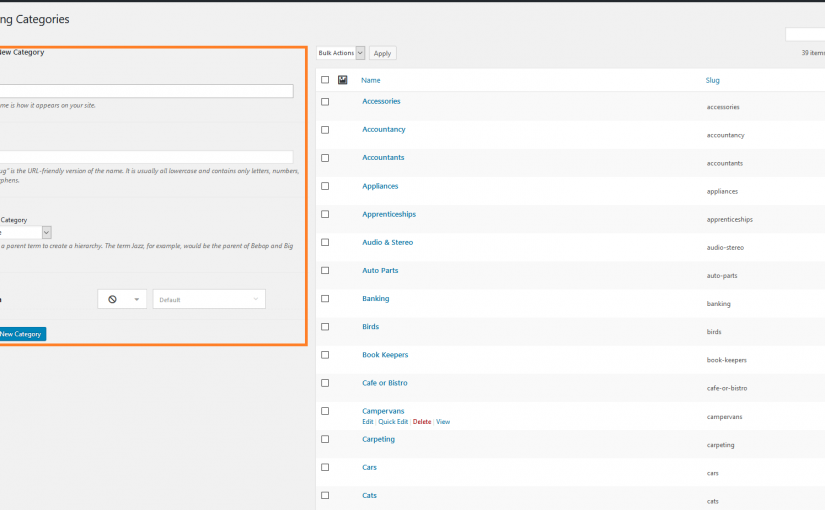 ng Categories
New Category
me is how it appears on your site.
ug" is the URL-friendly version of the name. It is usually all lowercase and contains only letters, numbers,
phens.
Category
a parent term to create a hierarchy. The term Jazz, for example, would be the parent of Bebop and Big
Default
New Category
Bulk Actions
Apply
39 items
Name Slug
Accessories accessories
Accountancy accountancy
Accountants accountants
Appliances appliances
Apprenticeships apprenticeships
Audio & Stereo audio-stereo
Auto Parts auto-parts
Banking banking
Birds birds
Book Keepers book-keepers
Cafe or Bistro cafe-or-bistro
Campervans campervans
Edit | Quick Edit | Delete | View
Carpeting carpeting
Cars cars
Cats cats